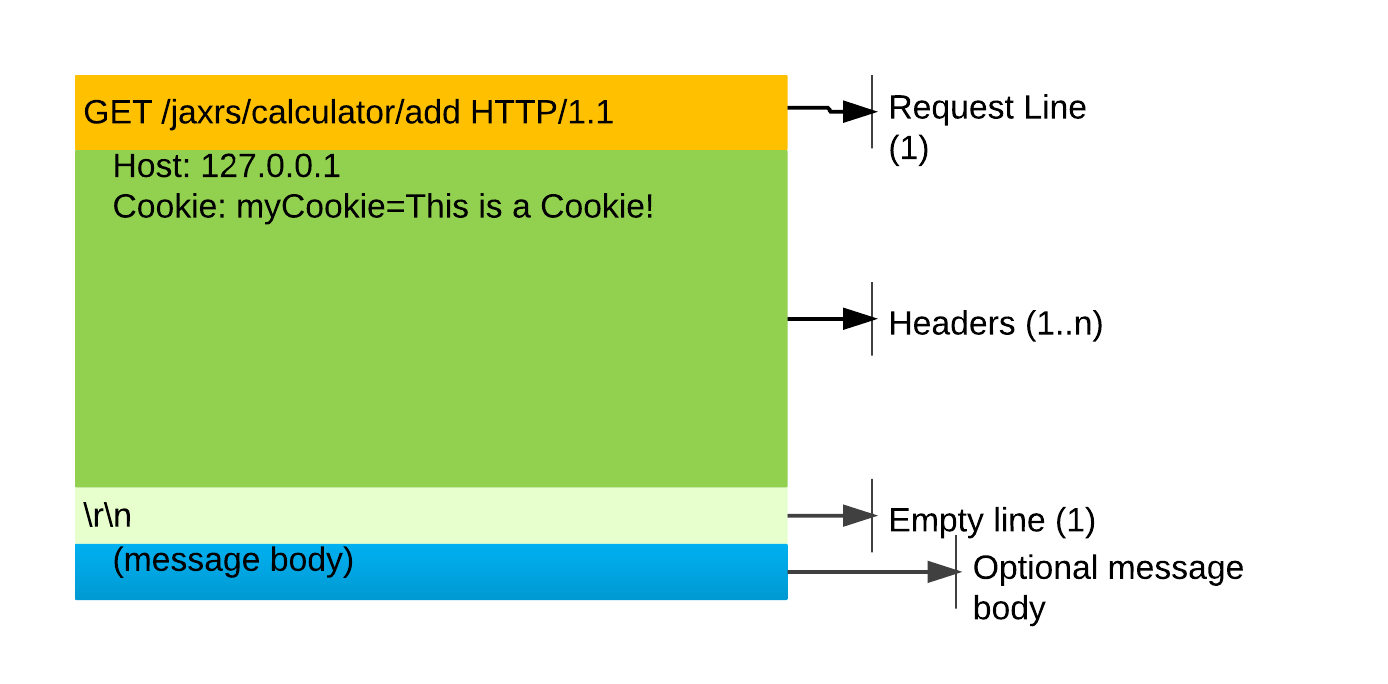 GET /jaxrs/calculator/add HTTP/1.1
Request Line
(1)
Host: 127.0.0.1
Cookie: myCookie=This is a Cookie!
Headers (1..n)
\r\n
Empty line (1)
(message body)
Optional message
body